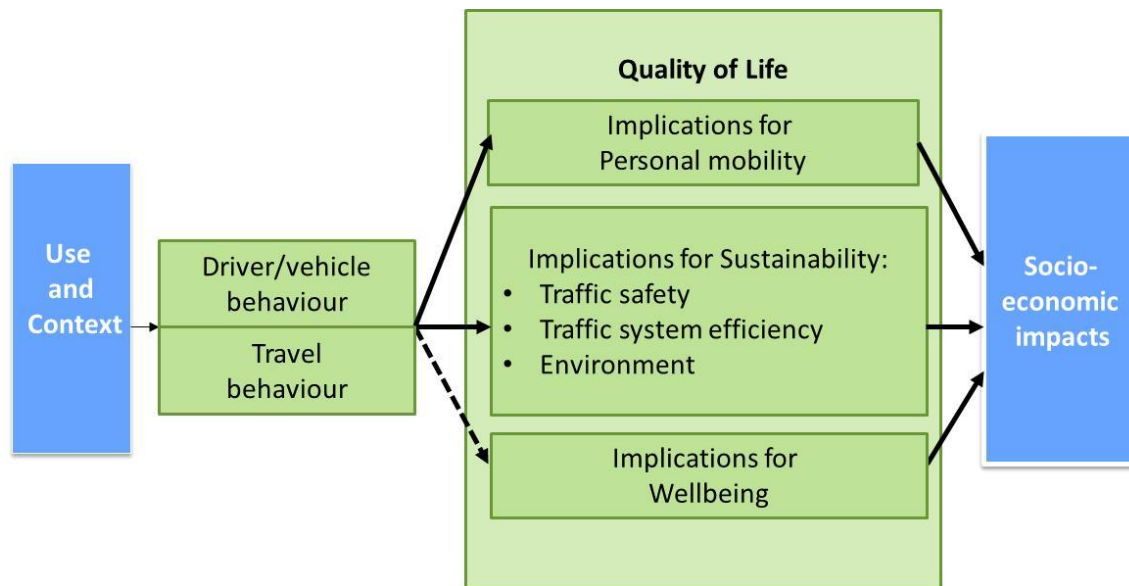 Use
and
Context
Driver/vehicle
behaviour
Travel
behaviour
Quality of Life
Implications for
Personal mobility
Implications for Sustainability:
• Traffic safety
• Traffic system efficiency
• Environment
Implications for
Wellbeing
Socio-
economic
impacts